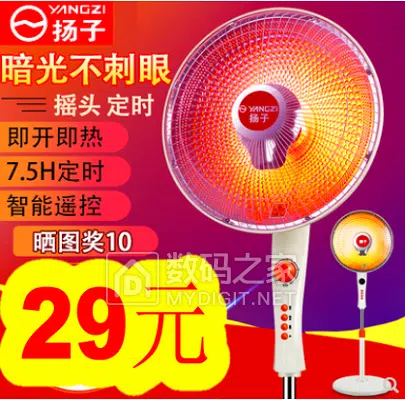 YANGZI
扬子
暗光不刺眼
摇头 定时
即开即热
7.5H定时
智能遥控
晒图奖10
29元
YANGZI
扬子
数码之家
MYDIGIT.NET